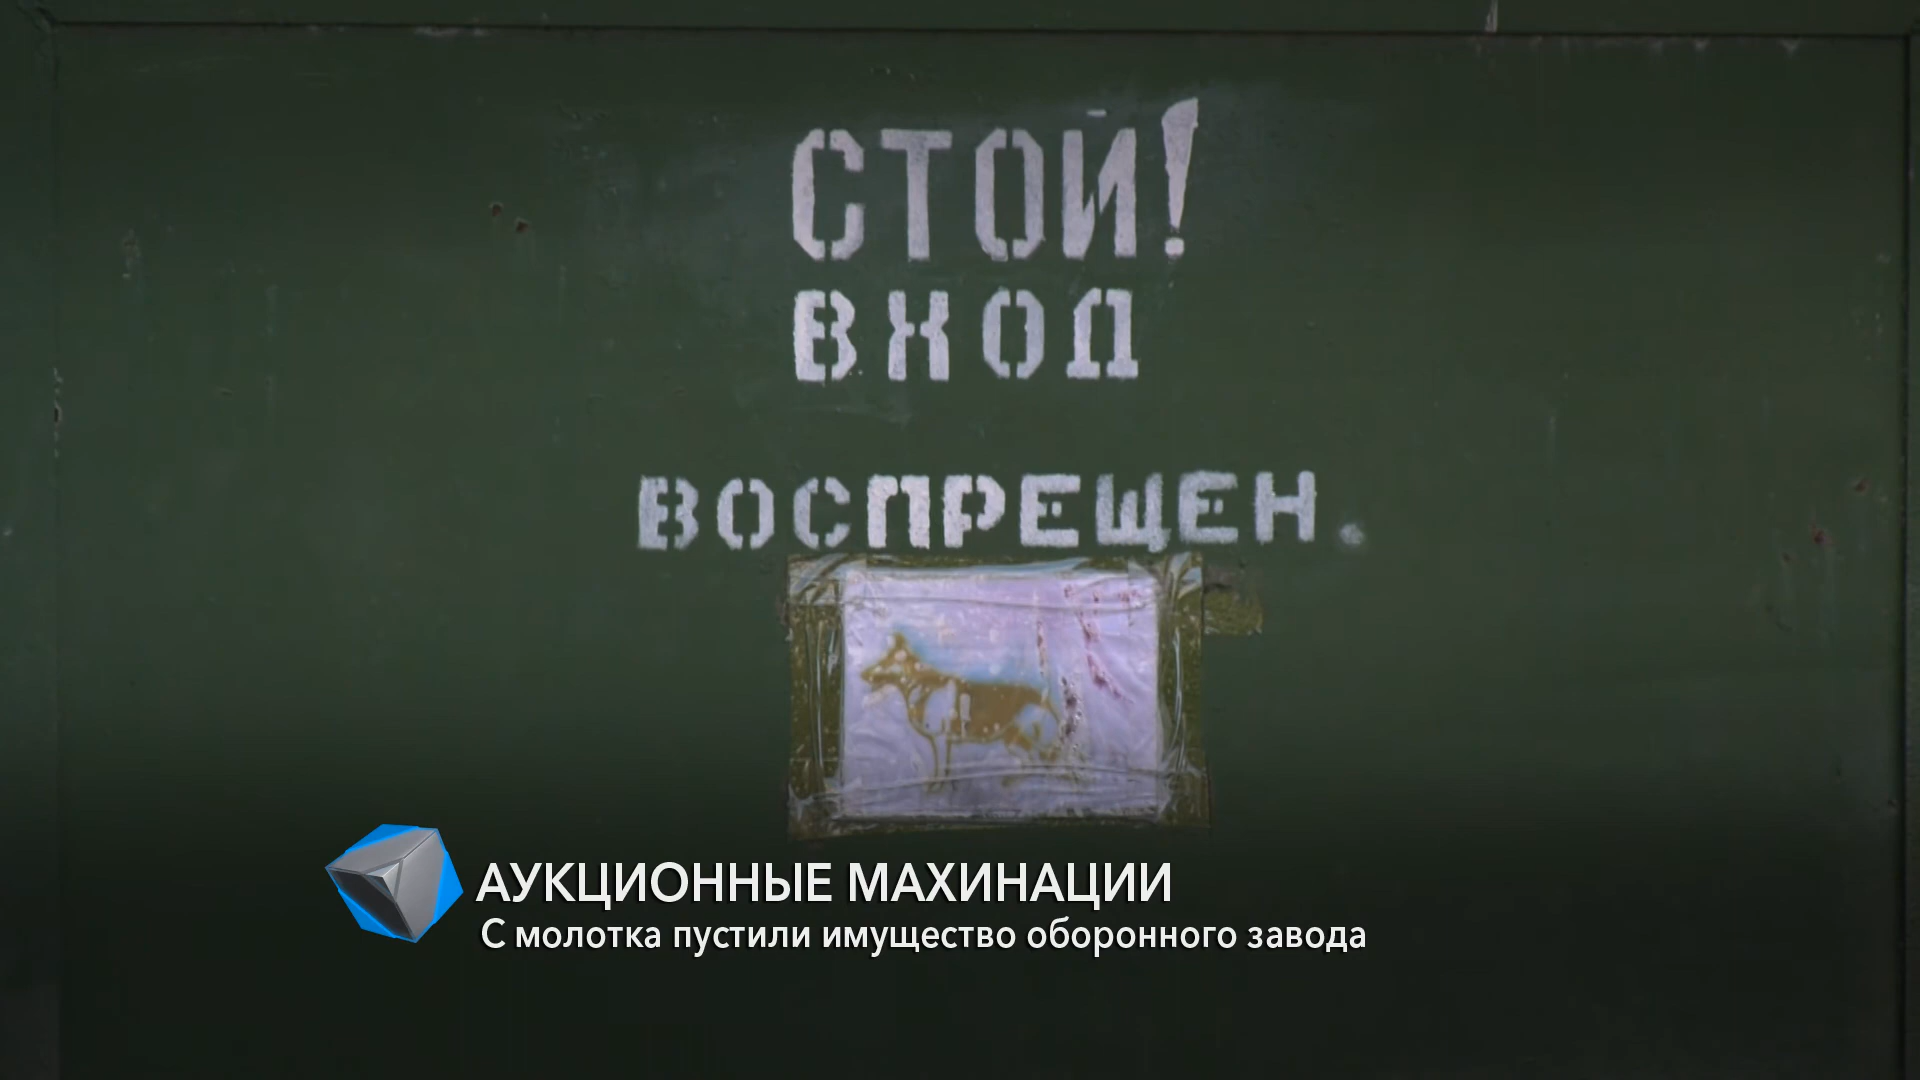 СТОЙ!
ВХОД
ВОСПРЕЩЕН.
АУКЦИОННЫЕ МАХИНАЦИИ
С молотка пустили имущество оборонного завода